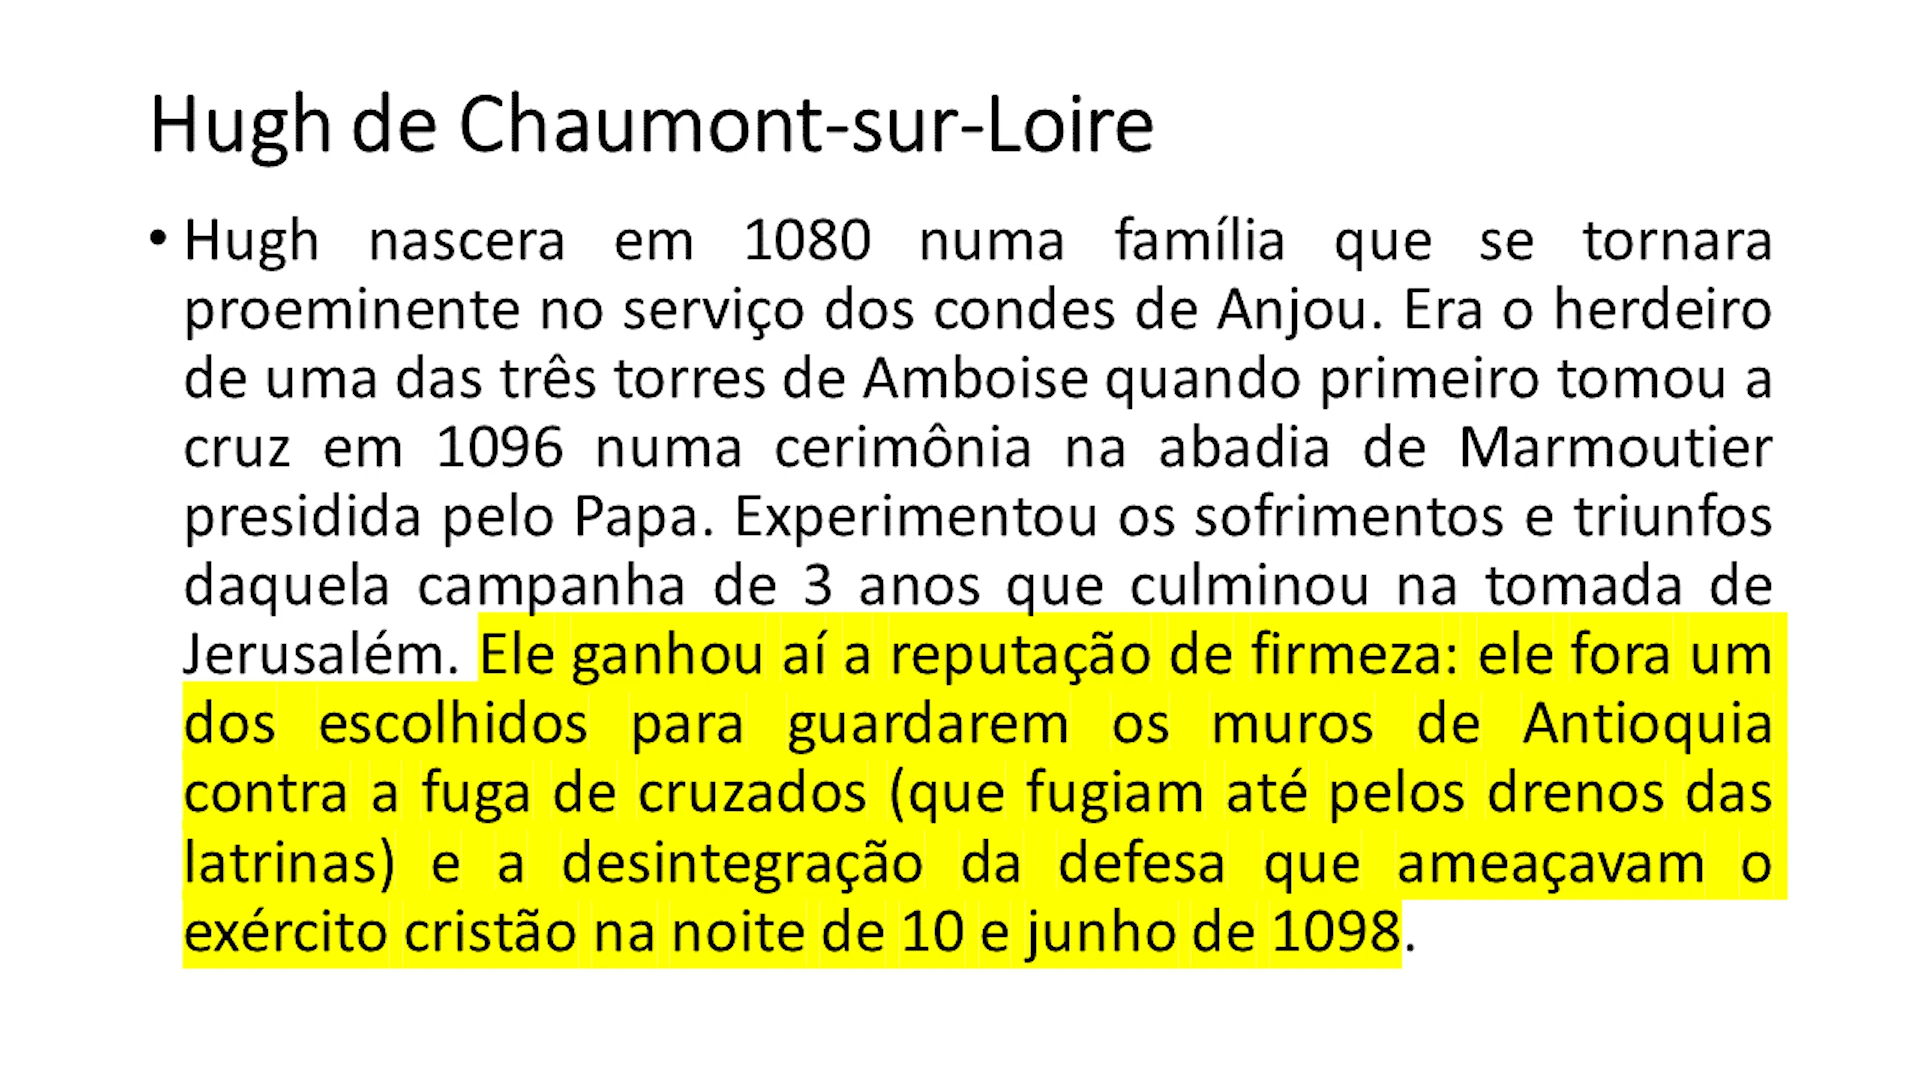 Hugh de Chaumont-sur-Loire
• Hugh nascera em 1080 numa família que se tornara
proeminente no serviço dos condes de Anjou. Era o herdeiro
de uma das três torres de Amboise quando primeiro tomou a
cruz em 1096 numa cerimônia na abadia de Marmoutier
presidida pelo Papa. Experimentou os sofrimentos e triunfos
daquela campanha de 3 anos que culminou na tomada de
Jerusalém. Ele ganhou aí a reputação de firmeza: ele fora um
dos escolhidos para guardarem os muros de Antioquia
contra a fuga de cruzados (que fugiam até pelos drenos das
latrinas) e a desintegração da defesa que ameaçavam o
exército cristão na noite de 10 e junho de 1098.